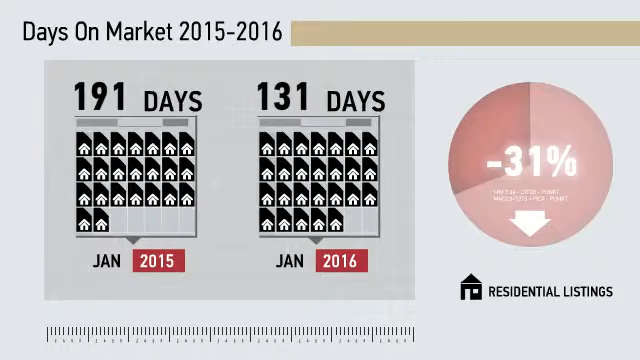 Days On Market 2015-2016
191 DAYS
131 DAYS
-31%
JAN 2015
JAN 2016
RESIDENTIAL LISTINGS